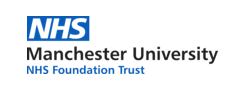 NHS
Manchester University
NHS Foundation Trust